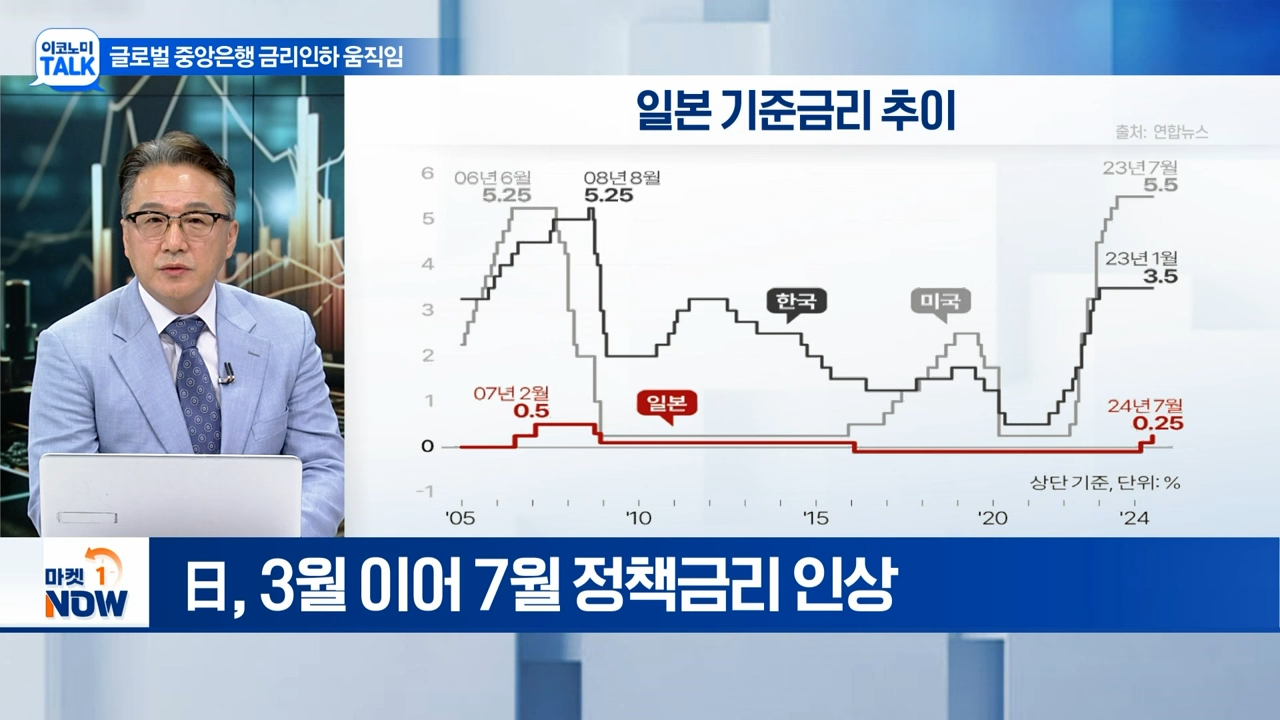 이코노미
TALK
글로벌 중앙은행 금리인하 움직임
일본 기준금리 추이
출처: 연합뉴스
6
5
4
3
2
1
0
-1
06년 6월
5.25
08년 8월
5.25
23년 7월
5.5
23년 1월
3.5
한국
미국
07년 2월
0.5
일본
24년 7월
0.25
상단 기준, 단위: %
'05
'10
'15
'20
'24
마켓 1
NOW
日, 3월 이어 7월 정책금리 인상